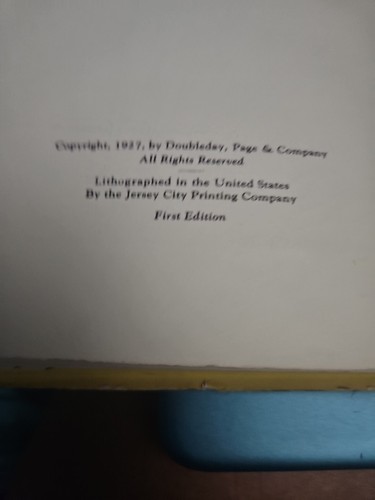 Copyright, 1927, by Doubleday, Page & Company
All Rights Reserved
Lithographed in the United States
By the Jersey City Printing Company
First Edition